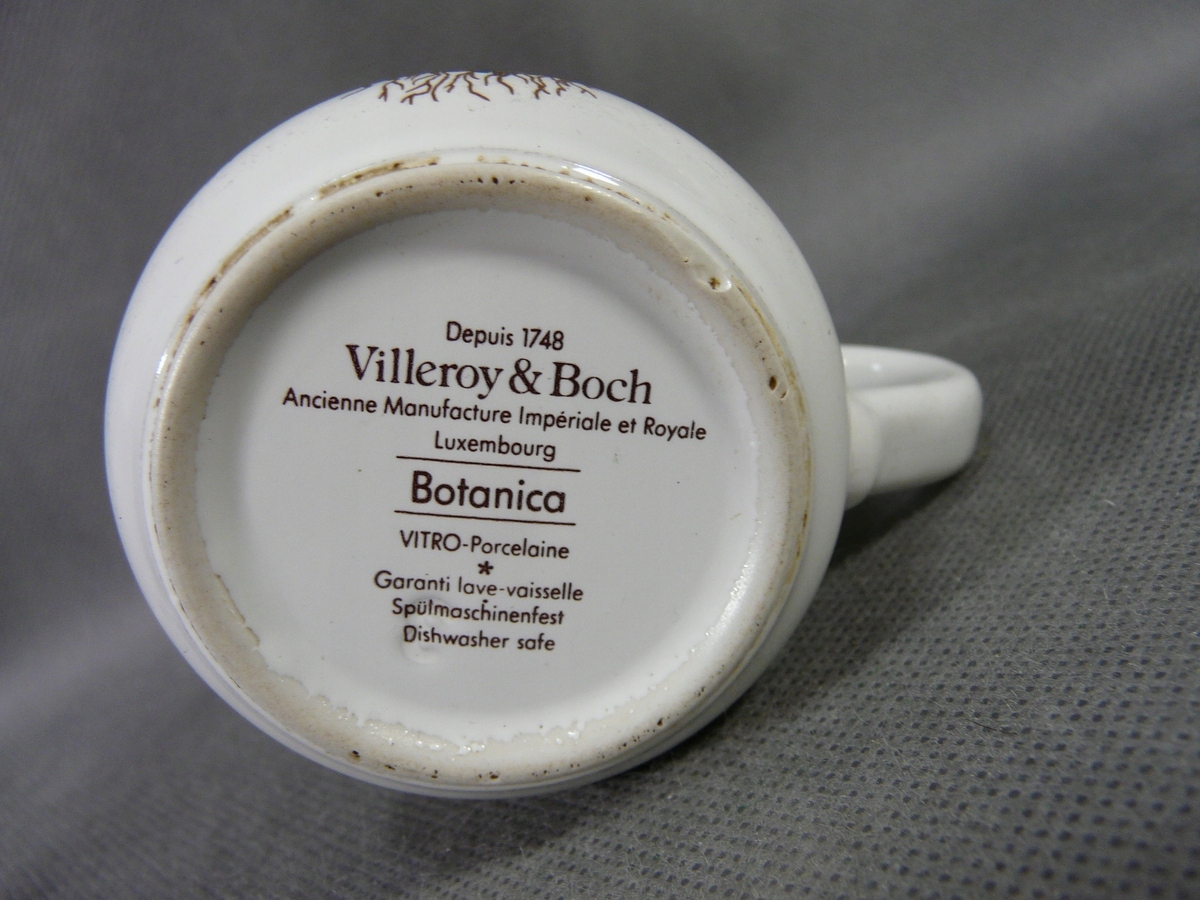 Depuis 1748
Villeroy & Boch
Ancienne Manufacture Impériale et Royale
Luxembourg
Botanica
VITRO-Porcelaine
*
Garanti lave-vaisselle
Spülmaschinenfest
Dishwasher safe